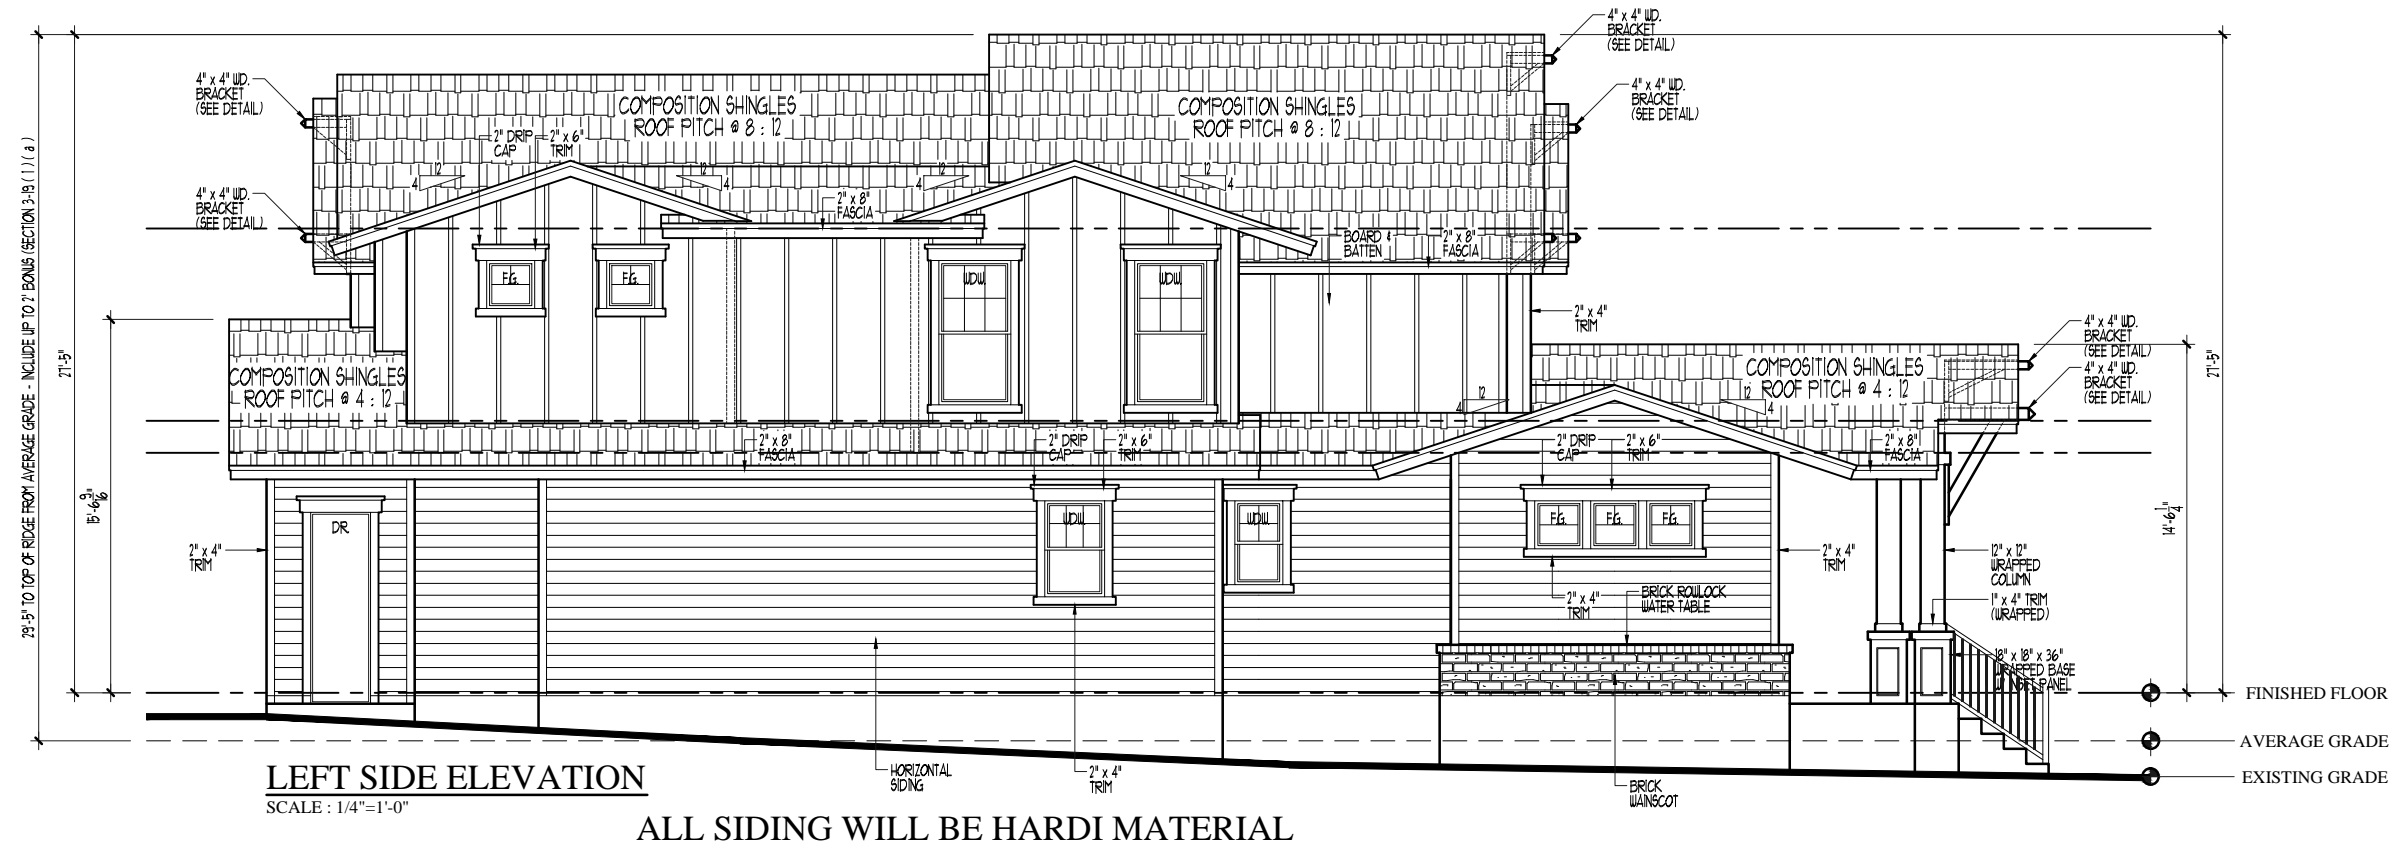 4" x 4" WD.
BRACKET
(SEE DETAIL)
4" x 4" WD.
BRACKET
(SEE DETAIL)
4" x 4" WD.
BRACKET
(SEE DETAIL)
4" x 4" WD.
BRACKET
(SEE DETAIL)
COMPOSITION SHINGLES
ROOF PITCH @ 8 : 12
COMPOSITION SHINGLES
ROOF PITCH @ 8 : 12
2" DRIP
CAP
2" x 6"
TRIM
12
4
12
4
12
4
12
4
2" x 8"
FASCIA
BOARD &
BATTEN
2" x 8"
FASCIA
F.G.
F.G.
WDW.
WDW.
2" x 4"
TRIM
29'-5" TO TOP OF RIDGE FROM AVERAGE GRADE - INCLUDE UP TO 2' BONUS (SECTION 3-19 ( 1 ) ( a )
27'-5"
15'-6 9/16"
COMPOSITION SHINGLES
ROOF PITCH @ 4 : 12
COMPOSITION SHINGLES
ROOF PITCH @ 4 : 12
12
4
12
4
4" x 4" WD.
BRACKET
(SEE DETAIL)
4" x 4" WD.
BRACKET
(SEE DETAIL)
27'-5"
14'-6 1/4"
2" x 8"
FASCIA
2" DRIP
CAP
2" x 6"
TRIM
2" DRIP
CAP
2" x 6"
TRIM
2" x 8"
FASCIA
DR.
WDW.
WDW.
F.G.
F.G.
F.G.
2" x 4"
TRIM
2" x 4"
TRIM
2" x 4"
TRIM
BRICK ROWLOCK
WATER TABLE
12" x 12"
WRAPPED
COLUMN
1" x 4" TRIM
(WRAPPED)
18" x 18" x 36"
WRAPPED BASE
W/ INSET PANEL
FINISHED FLOOR
AVERAGE GRADE
EXISTING GRADE
HORIZONTAL
SIDING
2" x 4"
TRIM
BRICK
WAINSCOT
LEFT SIDE ELEVATION
SCALE : 1/4"=1'-0"
ALL SIDING WILL BE HARDI MATERIAL